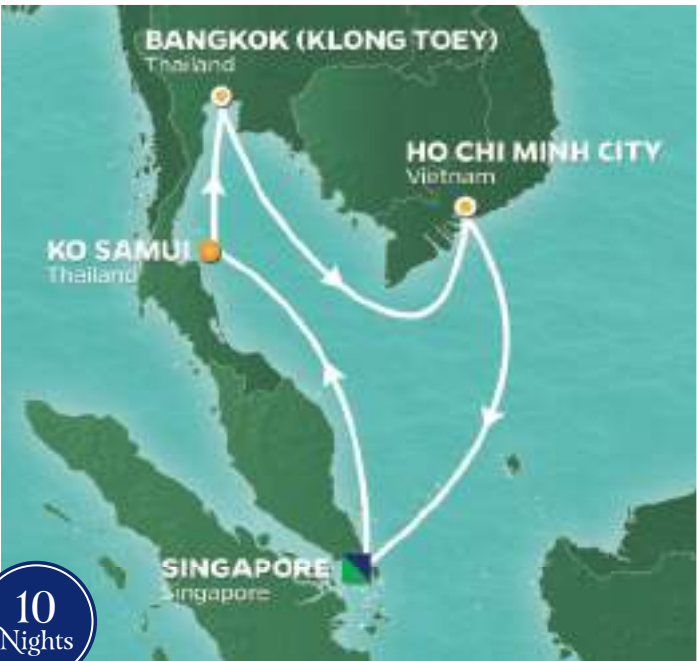 BANGKOK (KLONG TOEY)
Thailand
HO CHI MINH CITY
Vietnam
KO SAMUI
Thailand
SINGAPORE
Singapore
10
Nights